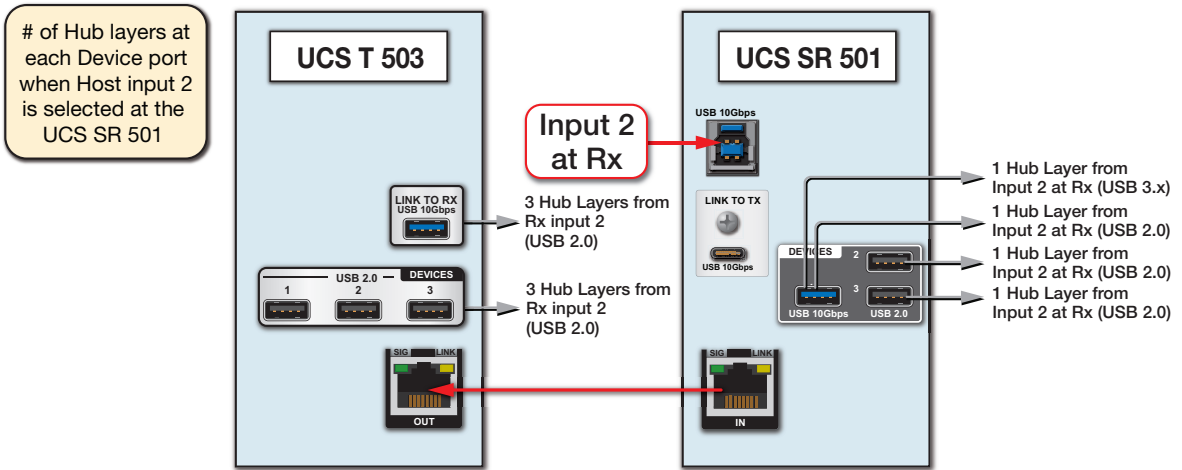 # of Hub layers at
each Device port
when Host input 2
is selected at the
UCS SR 501
UCS T 503
LINK TO RX
USB 10Gbps
3 Hub Layers from
Rx input 2
(USB 2.0)
USB 2.0
DEVICES
1 2 3
3 Hub Layers from
Rx input 2
(USB 2.0)
SIG LINK
OUT
Input 2
at Rx
UCS SR 501
USB 10Gbps
LINK TO TX
USB 10Gbps
DEVICES
2
3
USB 10Gbps USB 2.0
1 Hub Layer from
Input 2 at Rx (USB 3.x)
1 Hub Layer from
Input 2 at Rx (USB 2.0)
1 Hub Layer from
Input 2 at Rx (USB 2.0)
1 Hub Layer from
Input 2 at Rx (USB 2.0)
SIG LINK
IN